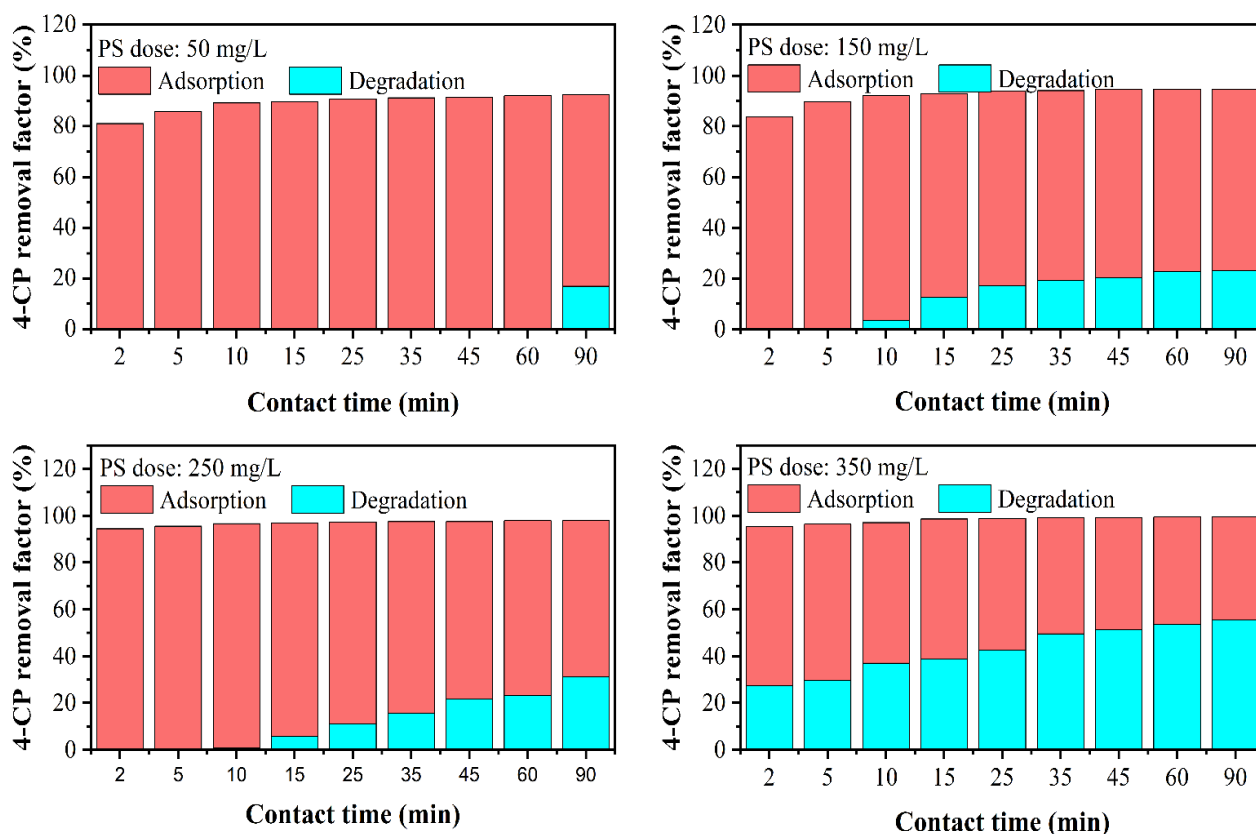 PS dose: 50 mg/L
Adsorption Degradation
4-CP removal factor (%)
120
100
80
60
40
20
0
2 5 10 15 25 35 45 60 90
Contact time (min)
PS dose: 150 mg/L
Adsorption Degradation
4-CP removal factor (%)
120
100
80
60
40
20
0
2 5 10 15 25 35 45 60 90
Contact time (min)
PS dose: 250 mg/L
Adsorption Degradation
4-CP removal factor (%)
120
100
80
60
40
20
0
2 5 10 15 25 35 45 60 90
Contact time (min)
PS dose: 350 mg/L
Adsorption Degradation
4-CP removal factor (%)
120
100
80
60
40
20
0
2 5 10 15 25 35 45 60 90
Contact time (min)